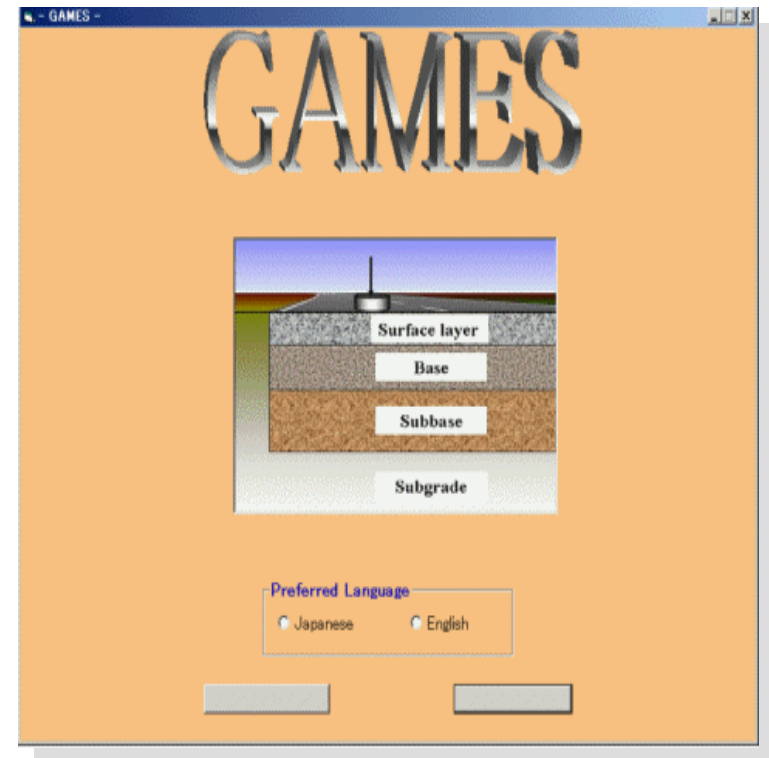 - GAMES -
GAMES
Surface layer
Base
Subbase
Subgrade
Preferred Language
Japanese English